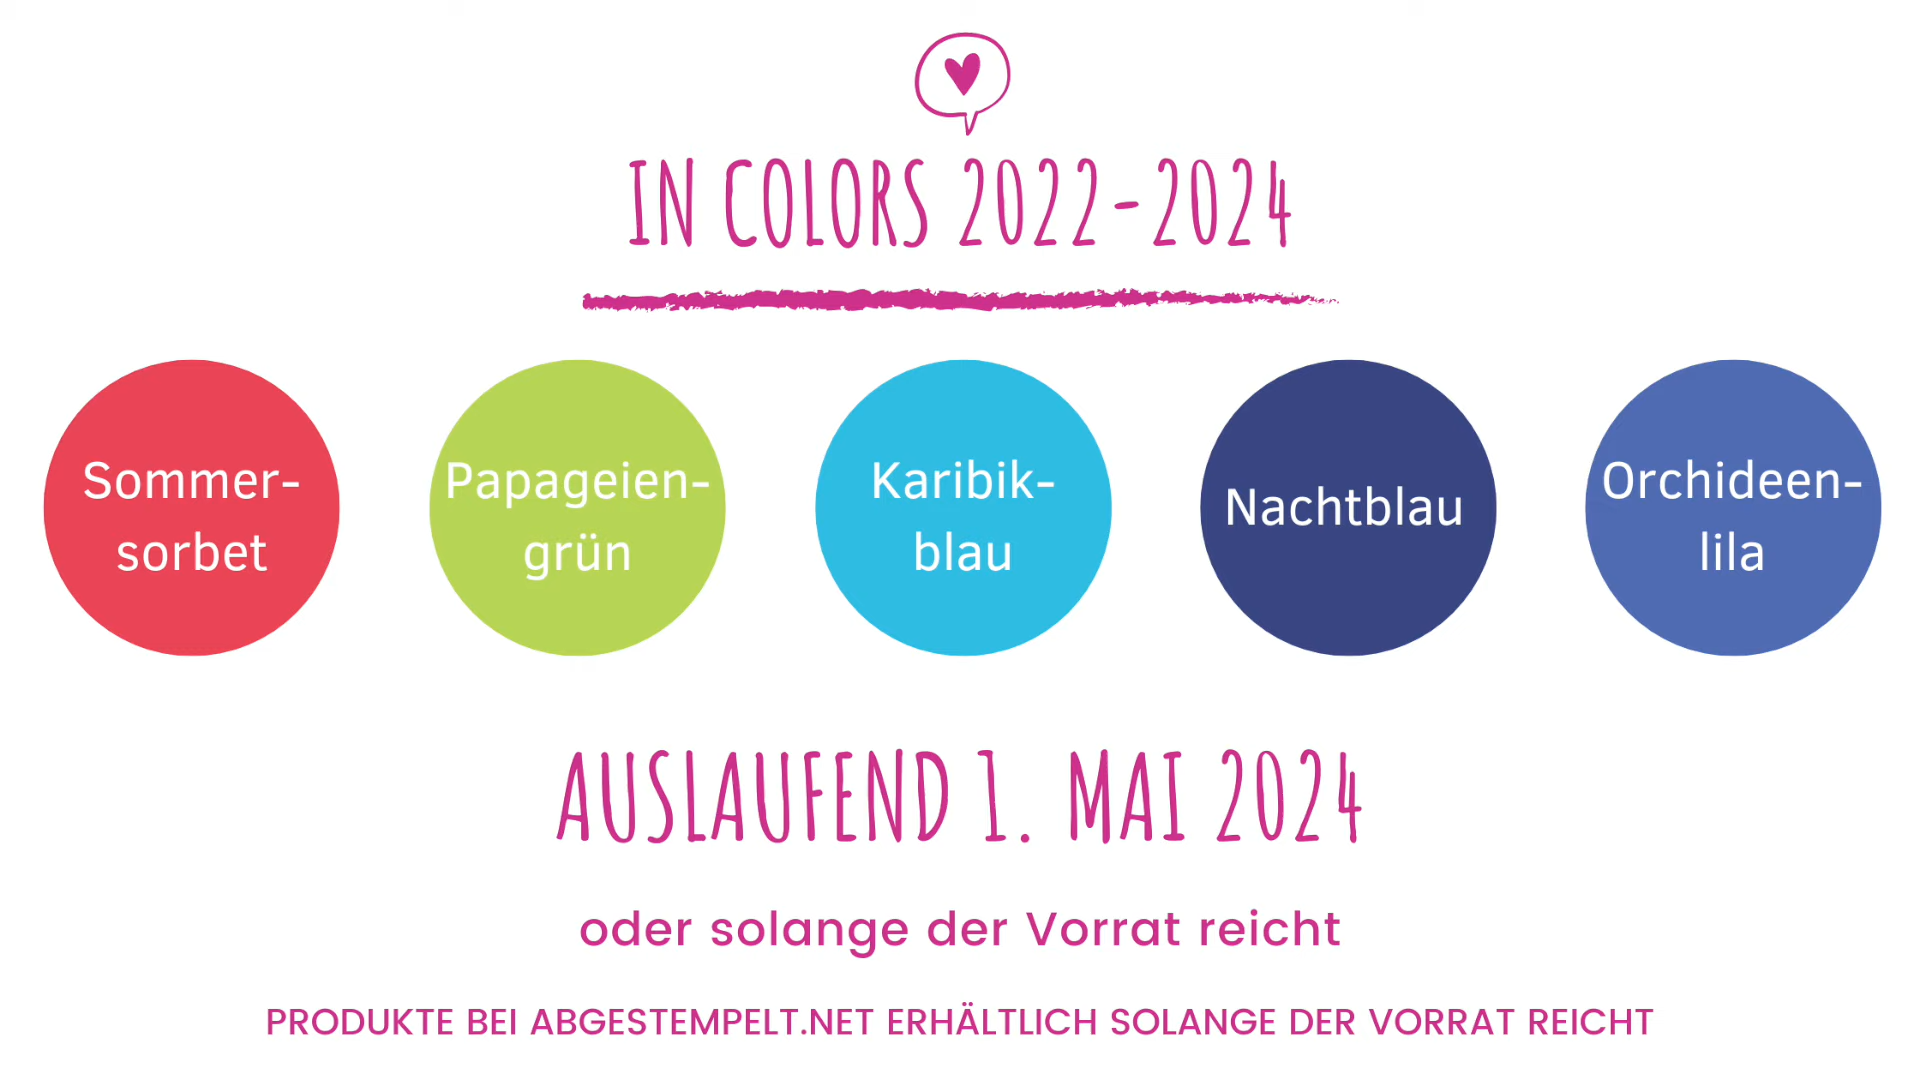 IN COLORS 2022-2024
Sommer-
sorbet
Papageien-
grün
Karibik-
blau
Nachtblau
Orchideen-
lila
AUSLAUFEND 1. MAI 2024
oder solange der Vorrat reicht
PRODUKTE BEI ABGESTEMPELT.NET ERHÄLTLICH SOLANGE DER VORRAT REICHT